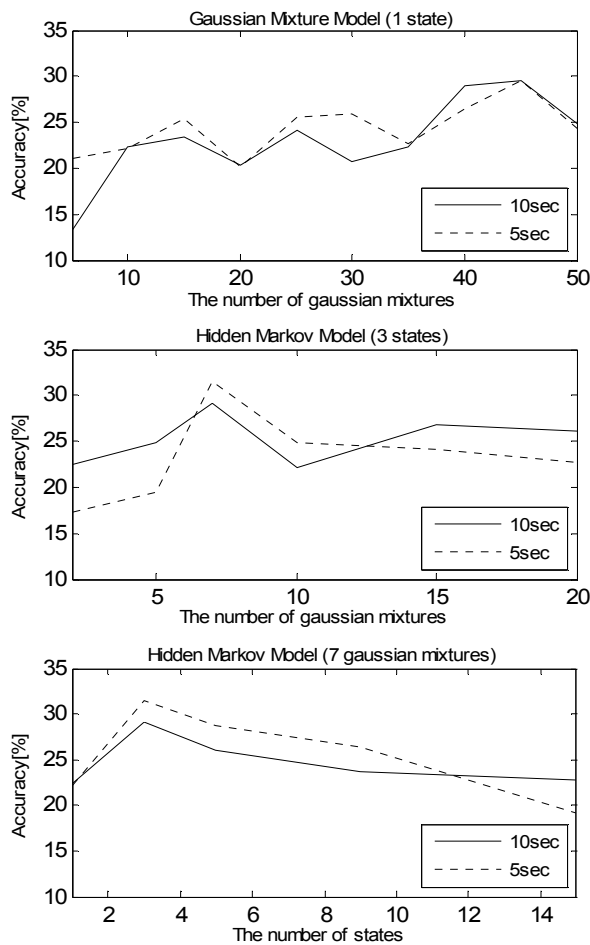 Gaussian Mixture Model (1 state)
35
30
25
20
15
10
Accuracy[%]
10sec
5sec
10 20 30 40 50
The number of gaussian mixtures
Hidden Markov Model (3 states)
35
30
25
20
15
10
Accuracy[%]
10sec
5sec
5 10 15 20
The number of gaussian mixtures
Hidden Markov Model (7 gaussian mixtures)
35
30
25
20
15
10
Accuracy[%]
10sec
5sec
2 4 6 8 10 12 14
The number of states